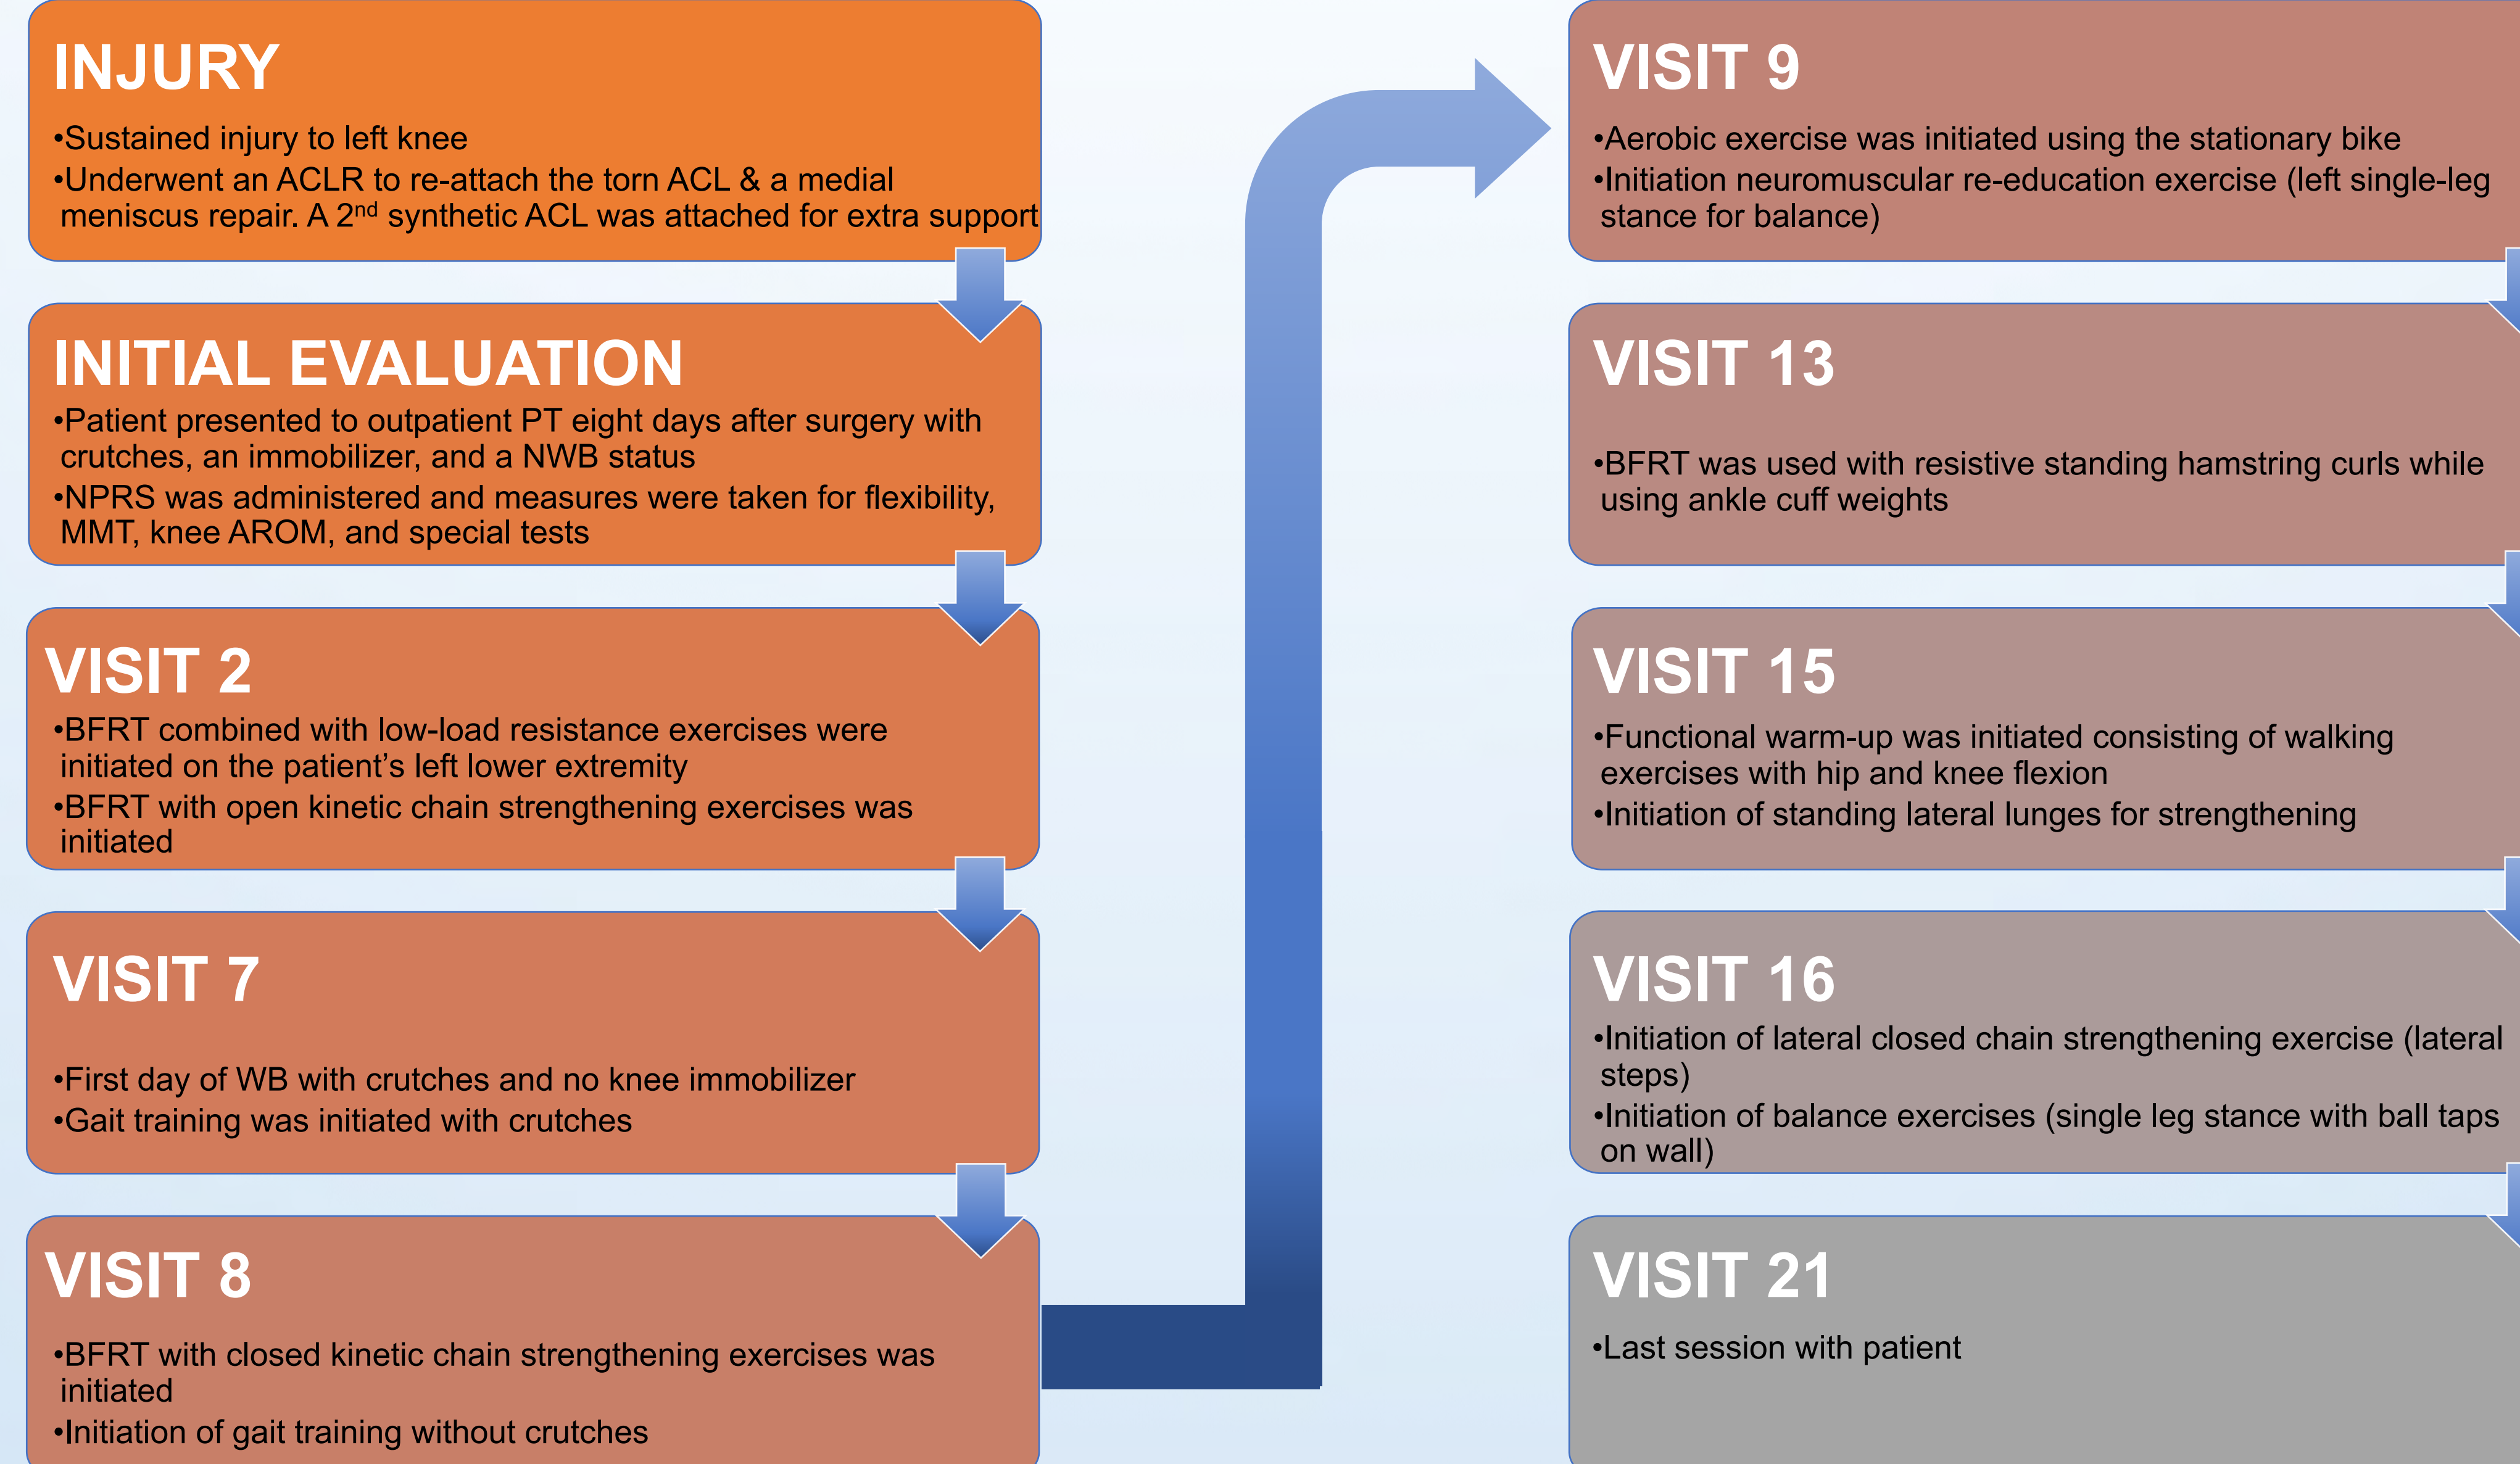 INJURY
•Sustained injury to left knee
•Underwent an ACLR to re-attach the torn ACL & a medial
meniscus repair. A 2nd synthetic ACL was attached for extra support
INITIAL EVALUATION
•Patient presented to outpatient PT eight days after surgery with
crutches, an immobilizer, and a NWB status
•NPRS was administered and measures were taken for flexibility,
MMT, knee AROM, and special tests
VISIT 2
•BFRT combined with low-load resistance exercises were
initiated on the patient’s left lower extremity
•BFRT with open kinetic chain strengthening exercises was
initiated
VISIT 7
•First day of WB with crutches and no knee immobilizer
•Gait training was initiated with crutches
VISIT 8
•BFRT with closed kinetic chain strengthening exercises was
initiated
•Initiation of gait training without crutches
VISIT 9
•Aerobic exercise was initiated using the stationary bike
•Initiation neuromuscular re-education exercise (left single-leg
stance for balance)
VISIT 13
•BFRT was used with resistive standing hamstring curls while
using ankle cuff weights
VISIT 15
•Functional warm-up was initiated consisting of walking
exercises with hip and knee flexion
•Initiation of standing lateral lunges for strengthening
VISIT 16
•Initiation of lateral closed chain strengthening exercise (lateral
steps)
•Initiation of balance exercises (single leg stance with ball taps
on wall)
VISIT 21
•Last session with patient